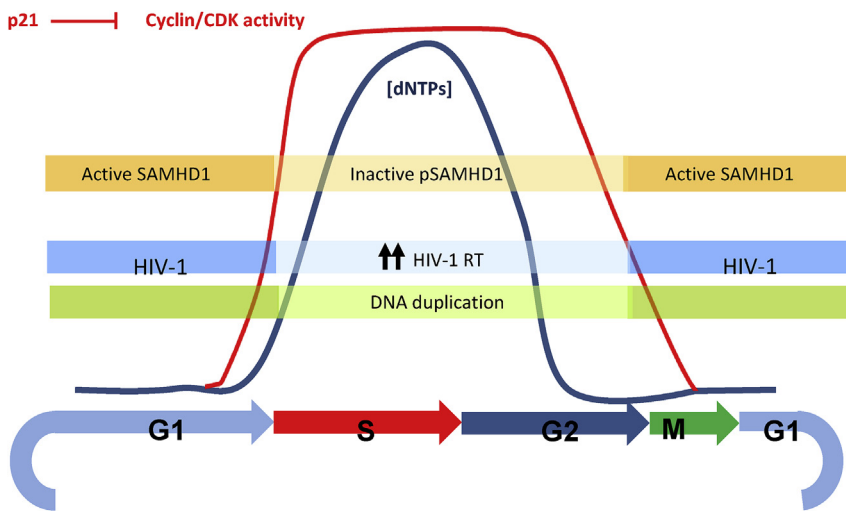 p21 Cyclin/CDK activity
[dNTPs]
Active SAMHD1 Inactive pSAMHD1 Active SAMHD1
HIV-1 HIV-1 RT HIV-1
DNA duplication
G1 S G2 M G1